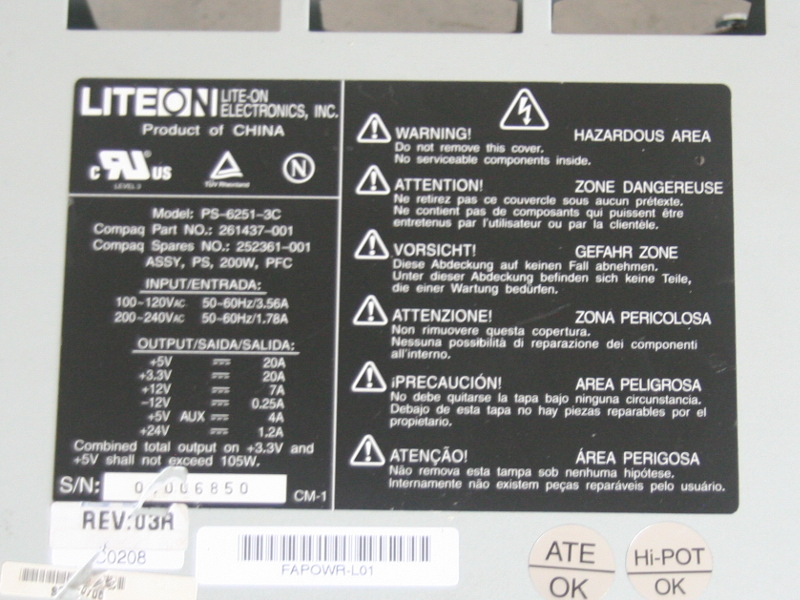 LITEON LITE-ON
ELECTRONICS, INC.
Product of CHINA
c UL US
LEVEL 3
TÜV Rheinland
N
Model: PS-6251-3C
Compaq Part NO.: 261437-001
Compaq Spares NO.: 252361-001
ASSY, PS, 200W, PFC
INPUT/ENTRADA:
100-120VAC 50-60Hz/3.56A
200-240VAC 50-60Hz/1.78A
OUTPUT/SAIDA/SALIDA:
+5V 20A
+3.3V 20A
+12V 7A
-12V 0.25A
+5V AUX 4A
+24V 1.2A
Combined total output on +3.3V and
+5V shall not exceed 105W.
S/N: 006850 CM-1
WARNING! HAZARDOUS AREA
Do not remove this cover.
No serviceable components inside.
ATTENTION! ZONE DANGEREUSE
Ne retirez pas ce couvercle sous aucun prétexte.
Ne contient pas de composants qui puissent être
entretenus par l'utilisateur ou par la clientèle.
VORSICHT! GEFAHR ZONE
Diese Abdeckung auf keinen Fall abnehmen.
Unter dieser Abdeckung befinden sich keine Teile,
die einer Wartung bedürfen.
ATTENZIONE! ZONA PERICOLOSA
Non rimuovere questa copertura.
Nessuna possibilità di reparazione dei componenti
all'interno.
¡PRECAUCIÓN! AREA PELIGROSA
No debe quitarse la tapa bajo ninguna circunstancia.
Debajo de esta tapa no hay piezas reparables por el
propietario.
ATENÇÃO! ÁREA PERIGOSA
Não remova esta tampa sob nenhuma hipótese.
Internamente não existem peças reparáveis pelo usuário.
REV:03A
C0208
FAPOWR-L01
ATE
OK
Hi-POT
OK